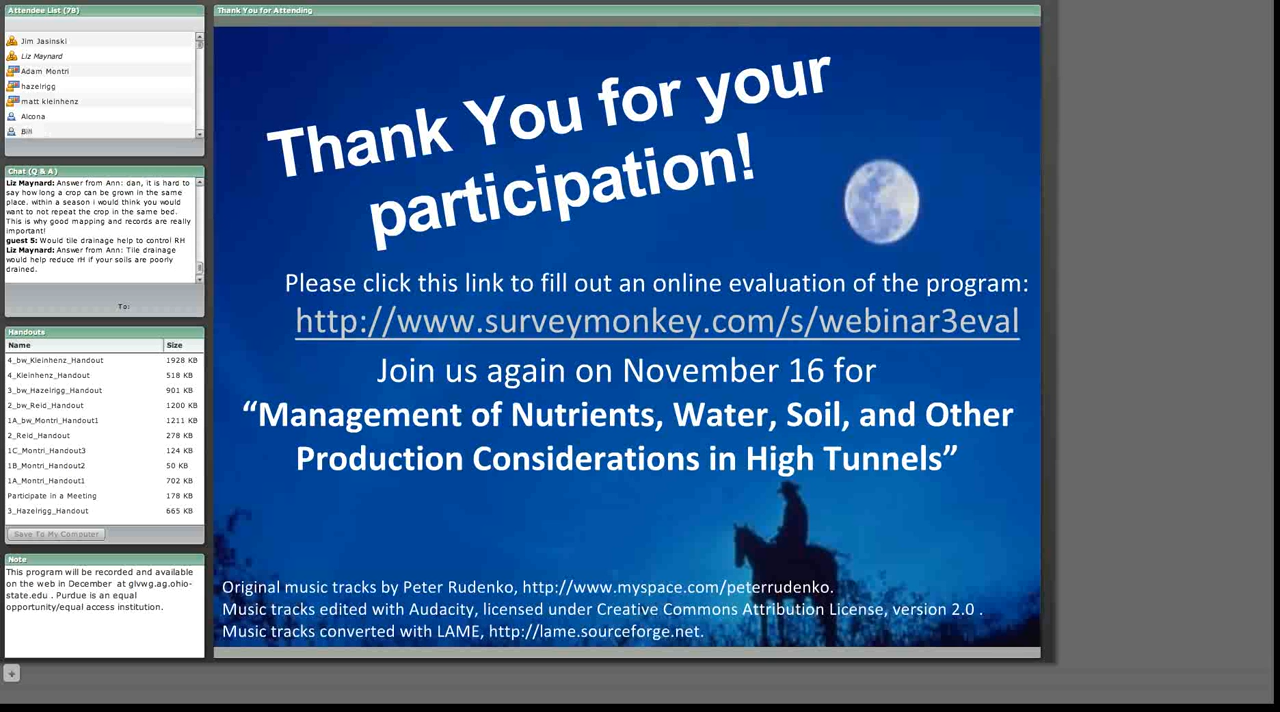 Attendee List (78)
Jim Jasinski
Liz Maynard
Adam Montri
hazelrigg
matt kleinhenz
Alcona
Bill
Chat (Q & A)
Liz Maynard: Answer from Ann: dan, it is hard to
say how long a crop can be grown in the same
place. within a season i would think you would
want to not repeat the crop in the same bed.
This is why good mapping and records are really
important!
guest 5: Would tile drainage help to control RH
Liz Maynard: Answer from Ann: Tile drainage
would help reduce rH if your soils are poorly
drained.
To:
Handouts
Name Size
4_bw_Kleinhenz_Handout 1928 KB
4_Kleinhenz_Handout 518 KB
3_bw_Hazelrigg_Handout 901 KB
2_bw_Reid_Handout 1200 KB
1A_bw_Montri_Handout1 1211 KB
2_Reid_Handout 278 KB
1C_Montri_Handout3 124 KB
1B_Montri_Handout2 50 KB
1A_Montri_Handout1 702 KB
Participate in a Meeting 178 KB
3_Hazelrigg_Handout 665 KB
Save To My Computer
Note
This program will be recorded and available
on the web in December at glvwg.ag.ohio-
state.edu . Purdue is an equal
opportunity/equal access institution.
Thank You for Attending
Thank You for your
participation!
Please click this link to fill out an online evaluation of the program:
http://www.surveymonkey.com/s/webinar3eval
Join us again on November 16 for
“Management of Nutrients, Water, Soil, and Other
Production Considerations in High Tunnels”
Original music tracks by Peter Rudenko, http://www.myspace.com/peterrudenko.
Music tracks edited with Audacity, licensed under Creative Commons Attribution License, version 2.0 .
Music tracks converted with LAME, http://lame.sourceforge.net.